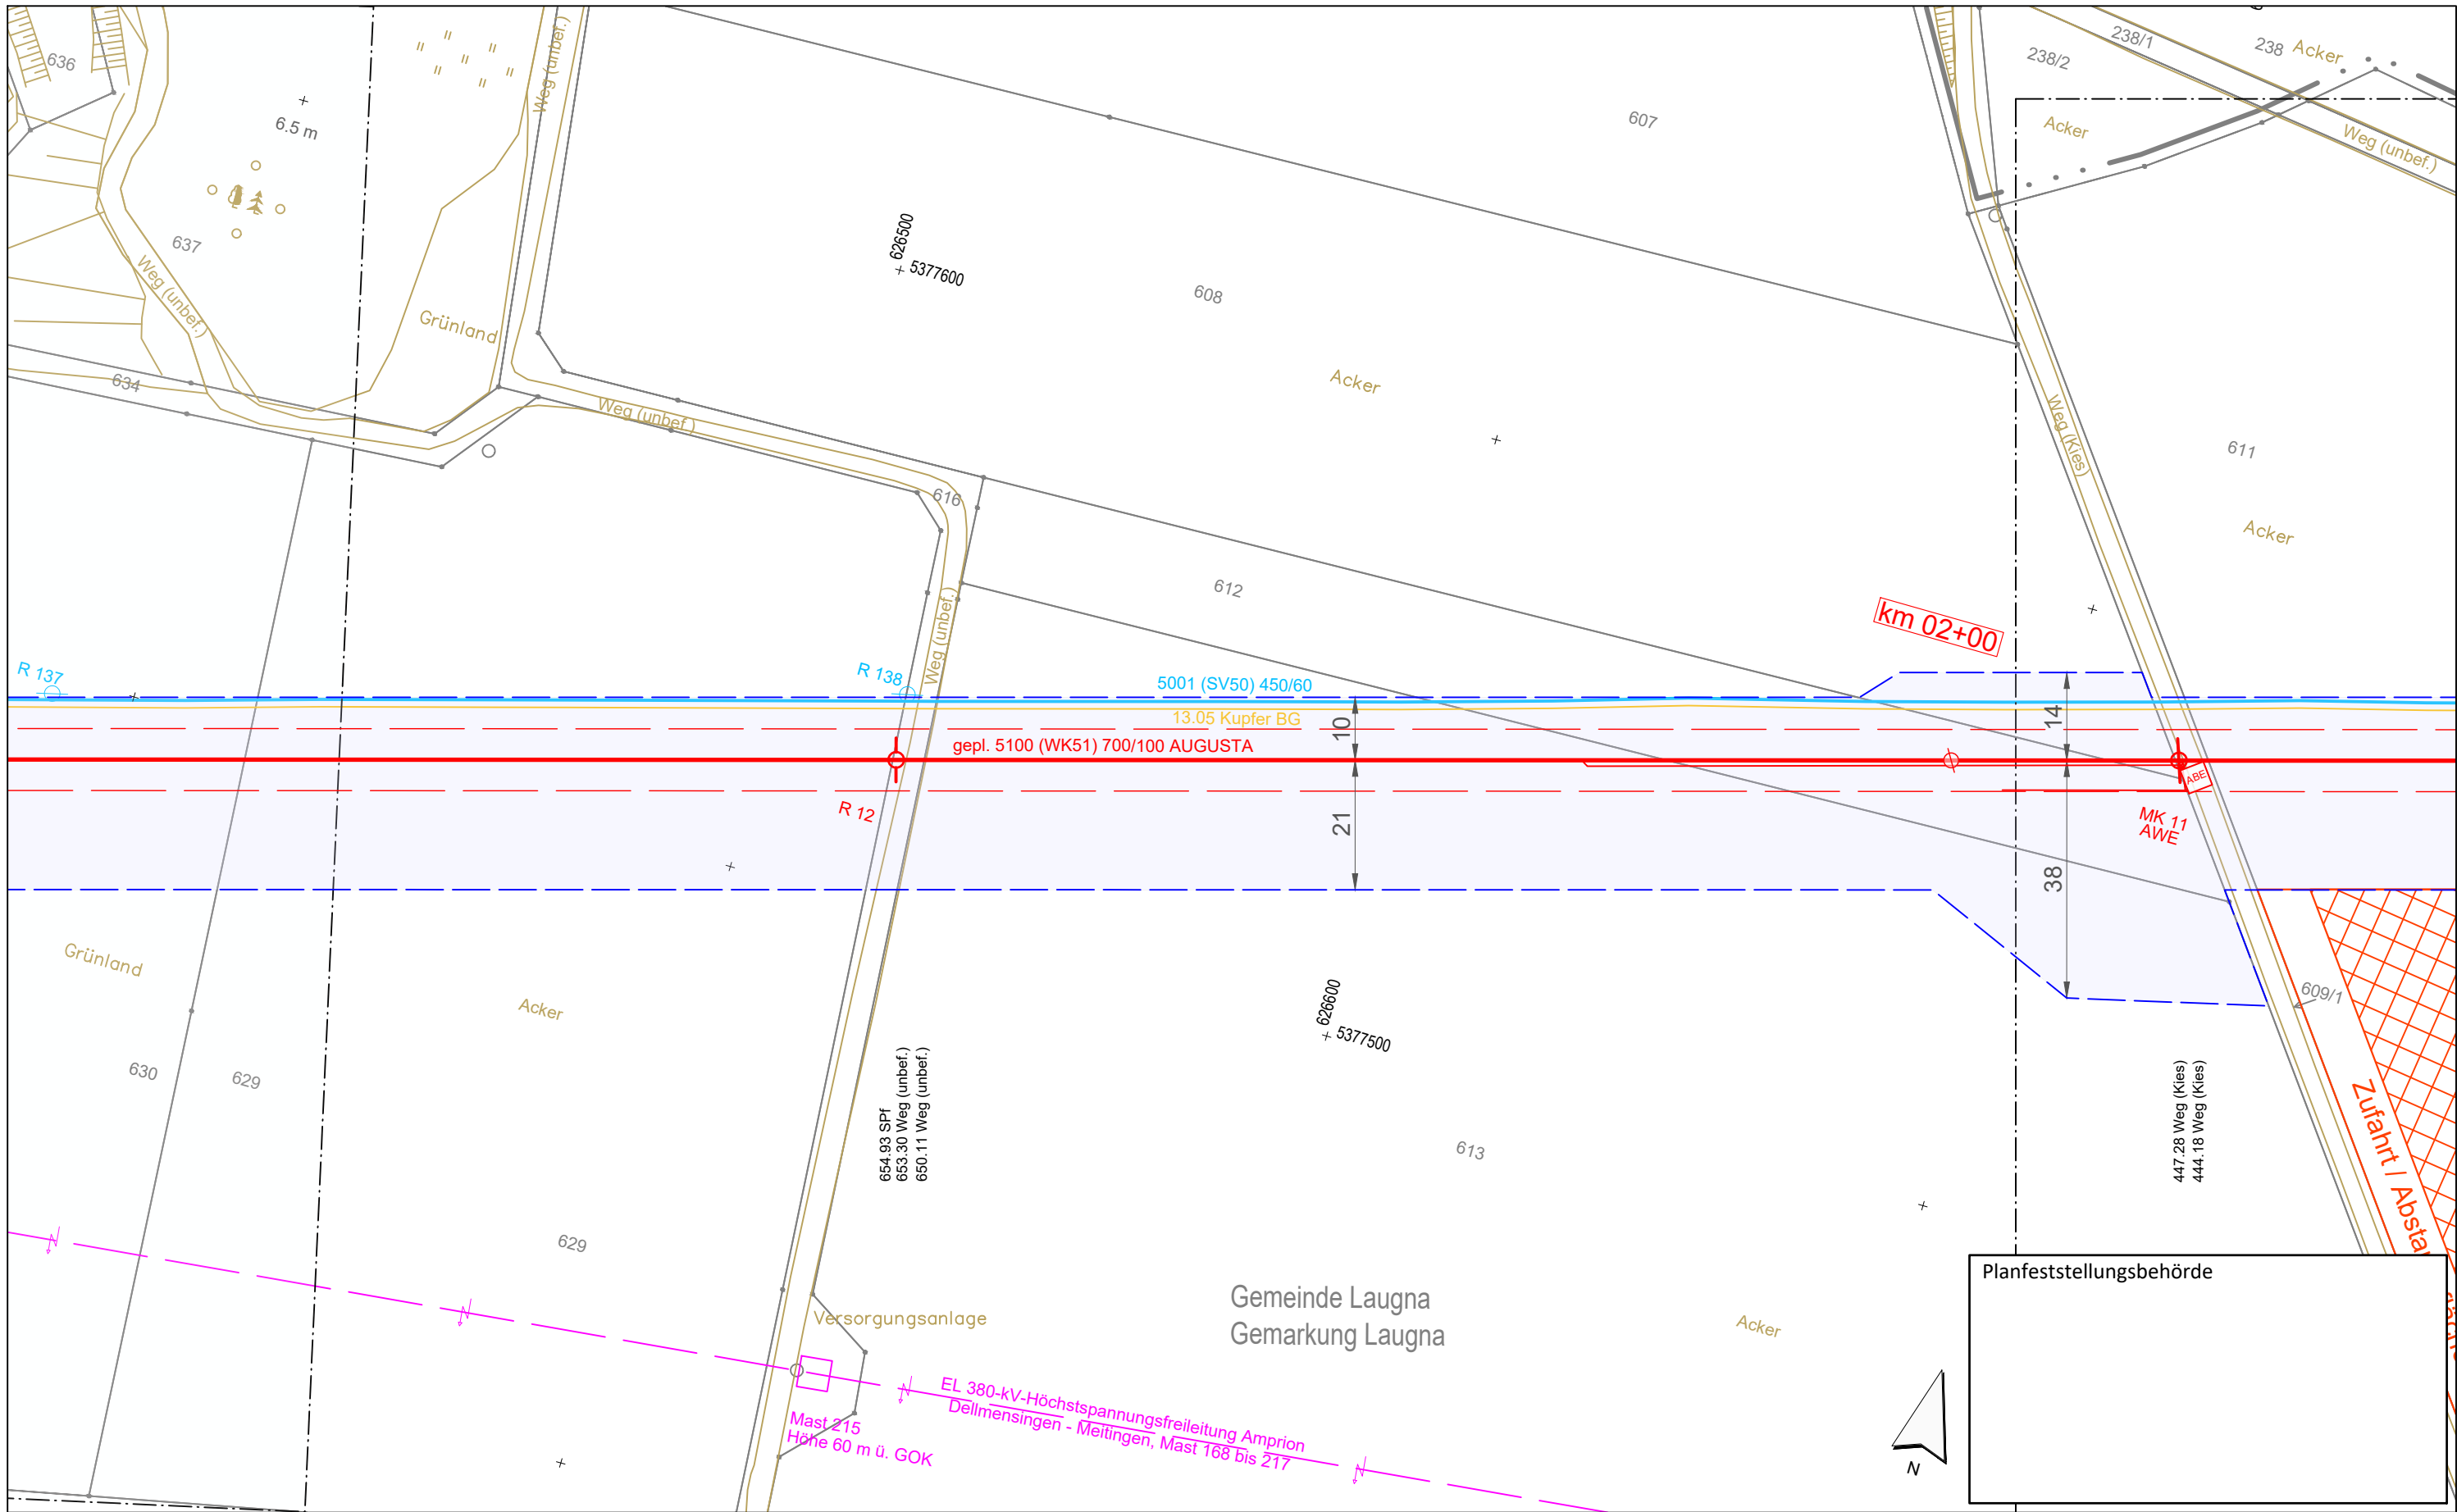 636
6.5 m
637
Weg (unbef.)
Weg (unbef.)
Grünland
634
Weg (unbef.)
616
Weg (unbef.)
607
626500
5377600
608
Acker
612
238/2
238/1
238
Acker
Acker
Weg (unbef.)
Weg (Kies)
611
Acker
km 02+00
R 137
R 138
5001 (SV50) 450/60
13.05 Kupfer BG
gepl. 5100 (WK51) 700/100 AUGUSTA
10
14
R 12
21
38
ABE
MK 11
AWE
609/1
Grünland
Acker
630
629
654.93 SPf
653.30 Weg (unbef.)
650.11 Weg (unbef.)
626600
5377500
613
447.28 Weg (Kies)
444.18 Weg (Kies)
Zufahrt / Absta
629
Versorgungsanlage
Gemeinde Laugna
Gemarkung Laugna
Acker
Planfeststellungsbehörde
EL 380-kV-Höchstspannungsfreileitung Amprion
Dellmensingen - Meitingen, Mast 168 bis 217
Mast 215
Höhe 60 m ü. GOK
N